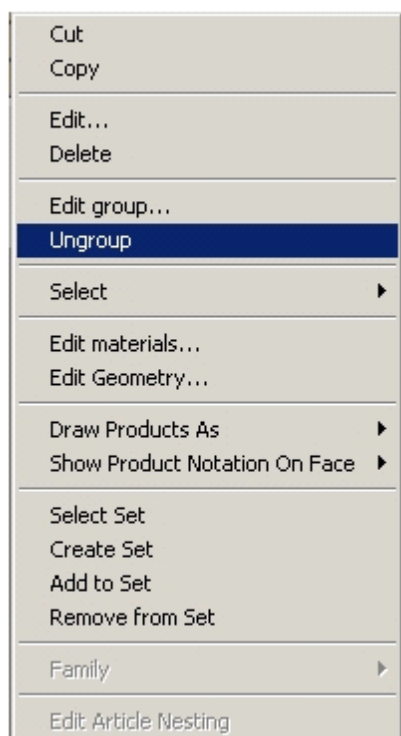 Cut
Copy
Edit...
Delete
Edit group...
Ungroup
Select
Edit materials...
Edit Geometry...
Draw Products As
Show Product Notation On Face
Select Set
Create Set
Add to Set
Remove from Set
Family
Edit Article Nesting